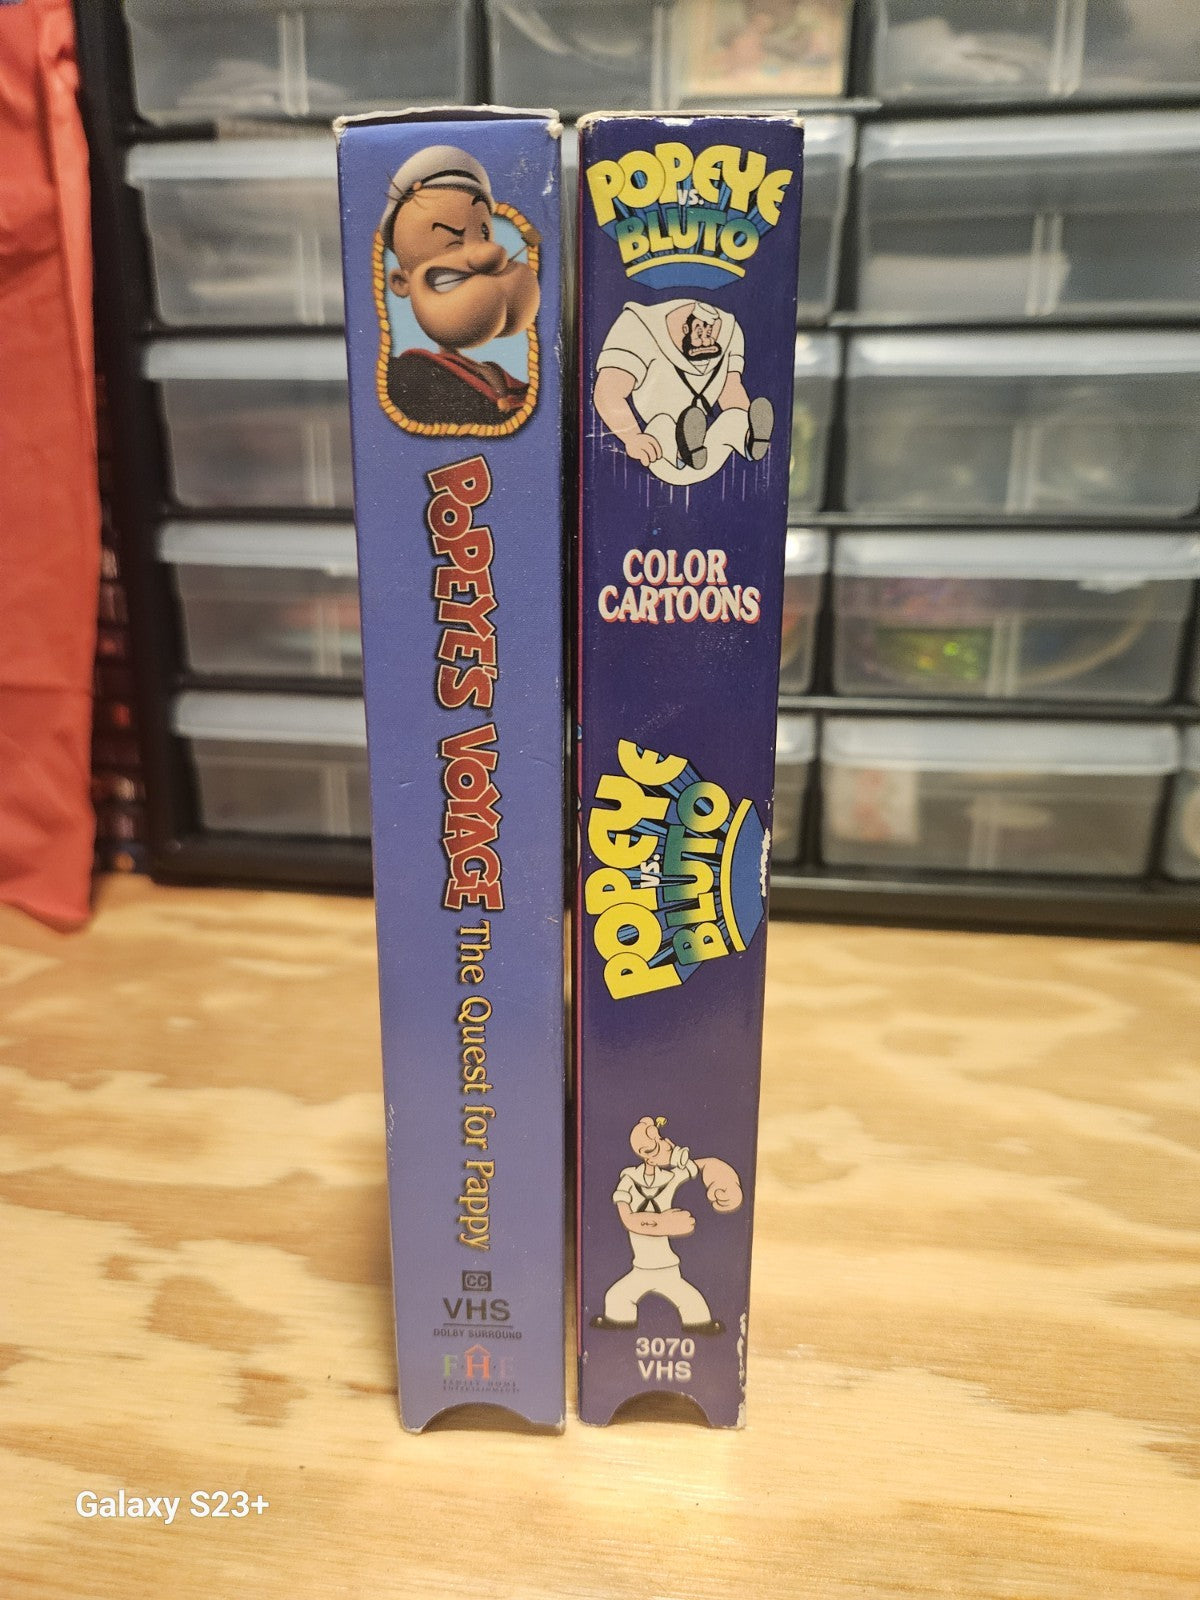 POPEYE'S VOYAGE The Quest for Pappy
CC
VHS
DOLBY SURROUND
F·H·E
FAMILY HOME
ENTERTAINMENT
POPEYE
VS.
BLUTO
COLOR
CARTOONS
POPEYE
VS.
BLUTO
3070
VHS
Galaxy S23+